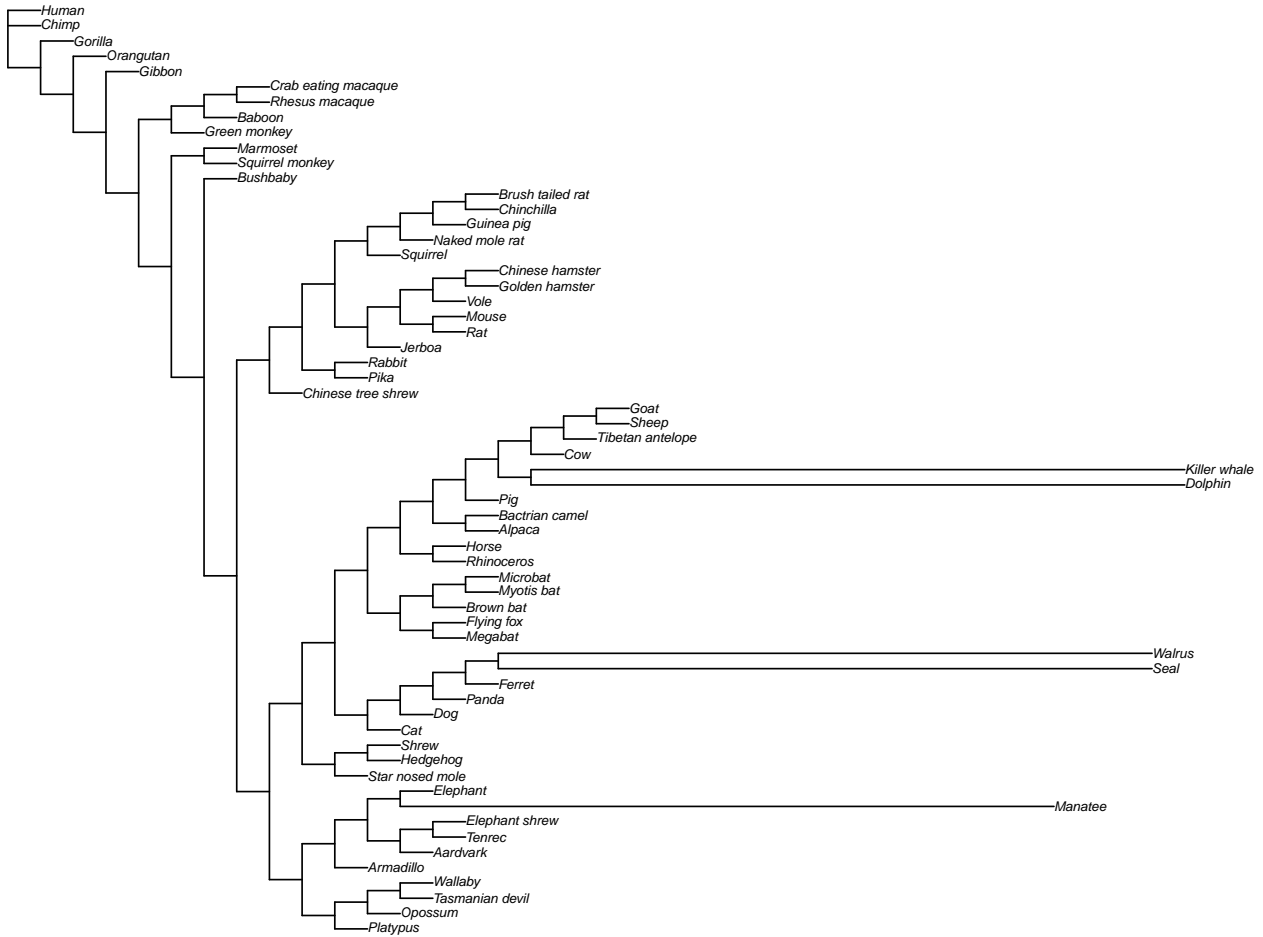 Human
Chimp
Gorilla
Orangutan
Gibbon
Crab eating macaque
Rhesus macaque
Baboon
Green monkey
Marmoset
Squirrel monkey
Bushbaby
Brush tailed rat
Chinchilla
Guinea pig
Naked mole rat
Squirrel
Chinese hamster
Golden hamster
Vole
Mouse
Rat
Jerboa
Rabbit
Pika
Chinese tree shrew
Goat
Sheep
Tibetan antelope
Cow
Killer whale
Dolphin
Pig
Bactrian camel
Alpaca
Horse
Rhinoceros
Microbat
Myotis bat
Brown bat
Flying fox
Megabat
Walrus
Seal
Ferret
Panda
Dog
Cat
Shrew
Hedgehog
Star nosed mole
Elephant
Manatee
Elephant shrew
Tenrec
Aardvark
Armadillo
Wallaby
Tasmanian devil
Opossum
Platypus